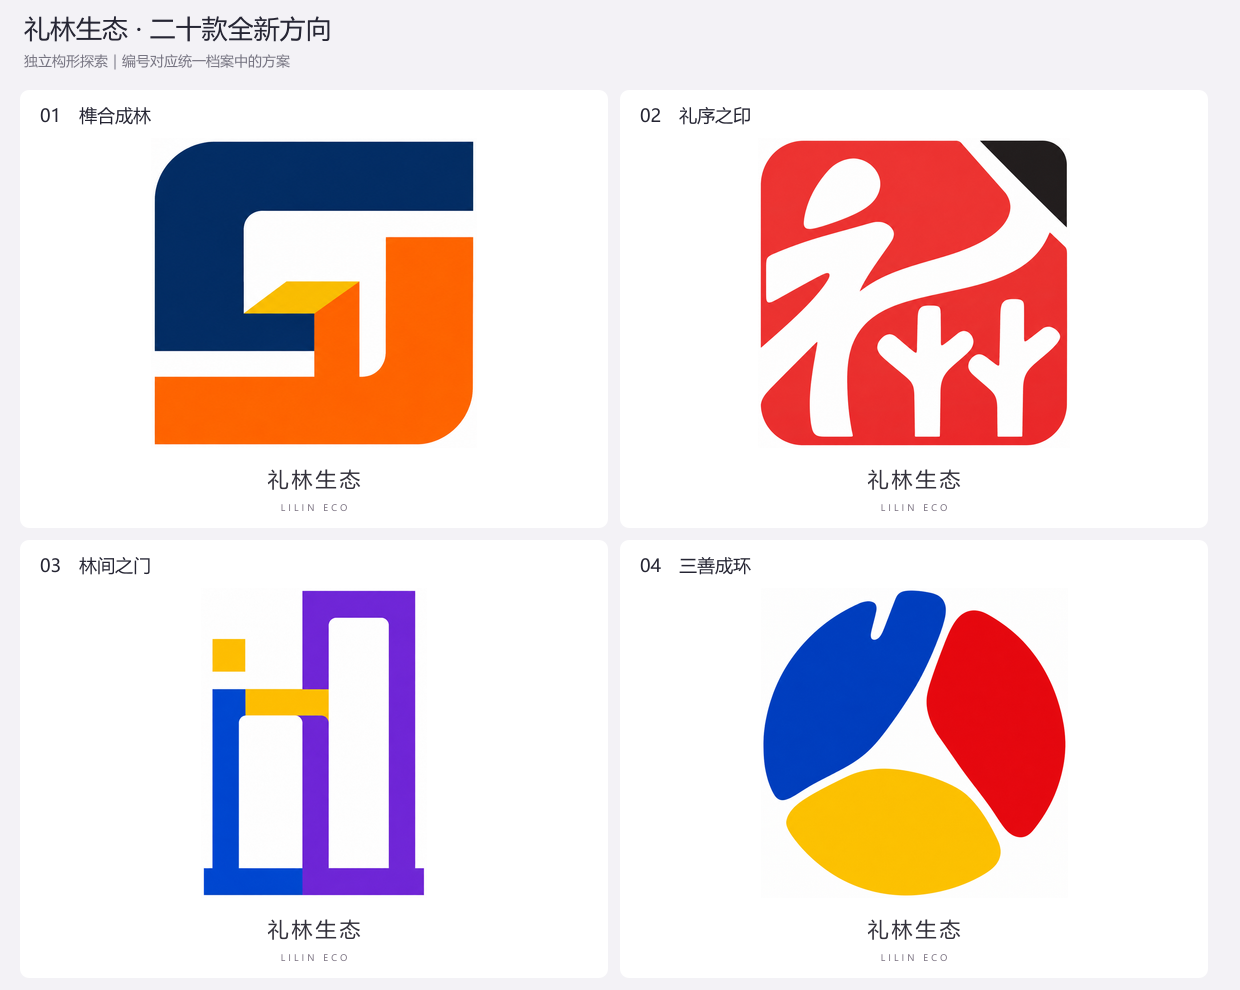 礼林生态 · 二十款全新方向
独立构形探索 | 编号对应统一档案中的方案
01 榫合成林
礼林生态
LILIN ECO
02 礼序之印
礼林生态
LILIN ECO
03 林间之门
礼林生态
LILIN ECO
04 三善成环
礼林生态
LILIN ECO